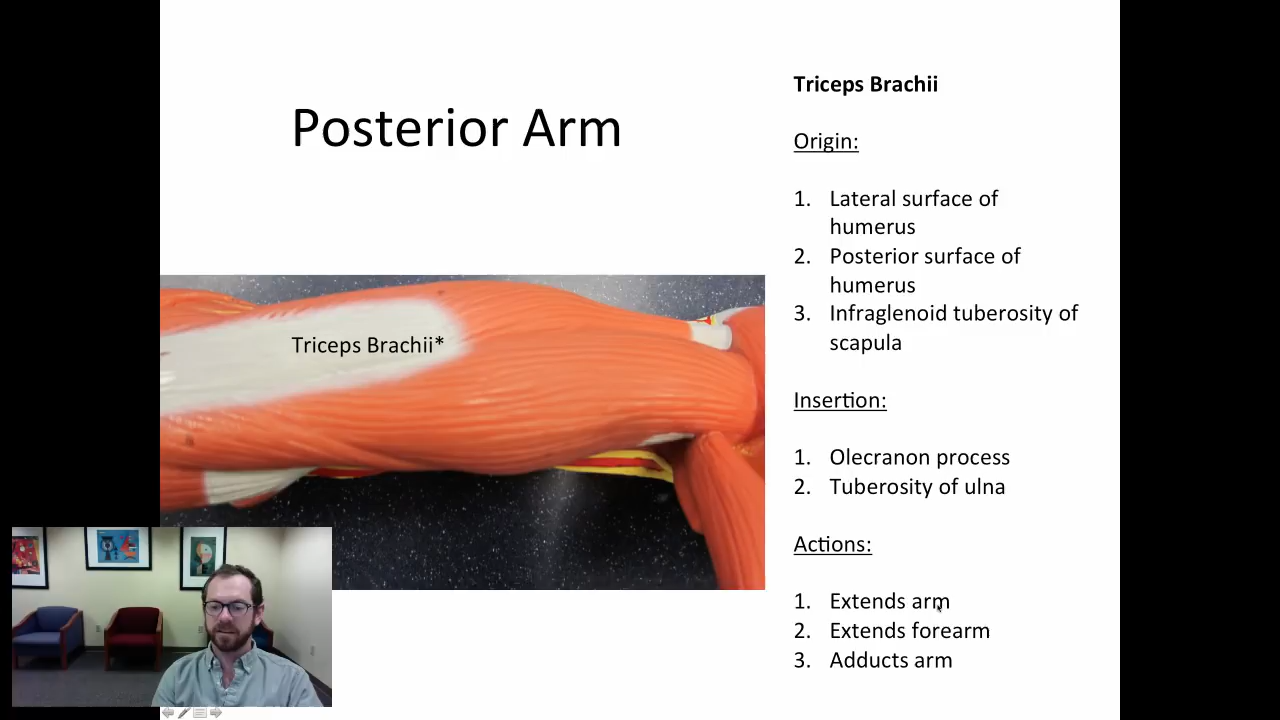 Posterior Arm
Triceps Brachii*
Triceps Brachii
Origin:
1. Lateral surface of
humerus
2. Posterior surface of
humerus
3. Infraglenoid tuberosity of
scapula
Insertion:
1. Olecranon process
2. Tuberosity of ulna
Actions:
1. Extends arm
2. Extends forearm
3. Adducts arm